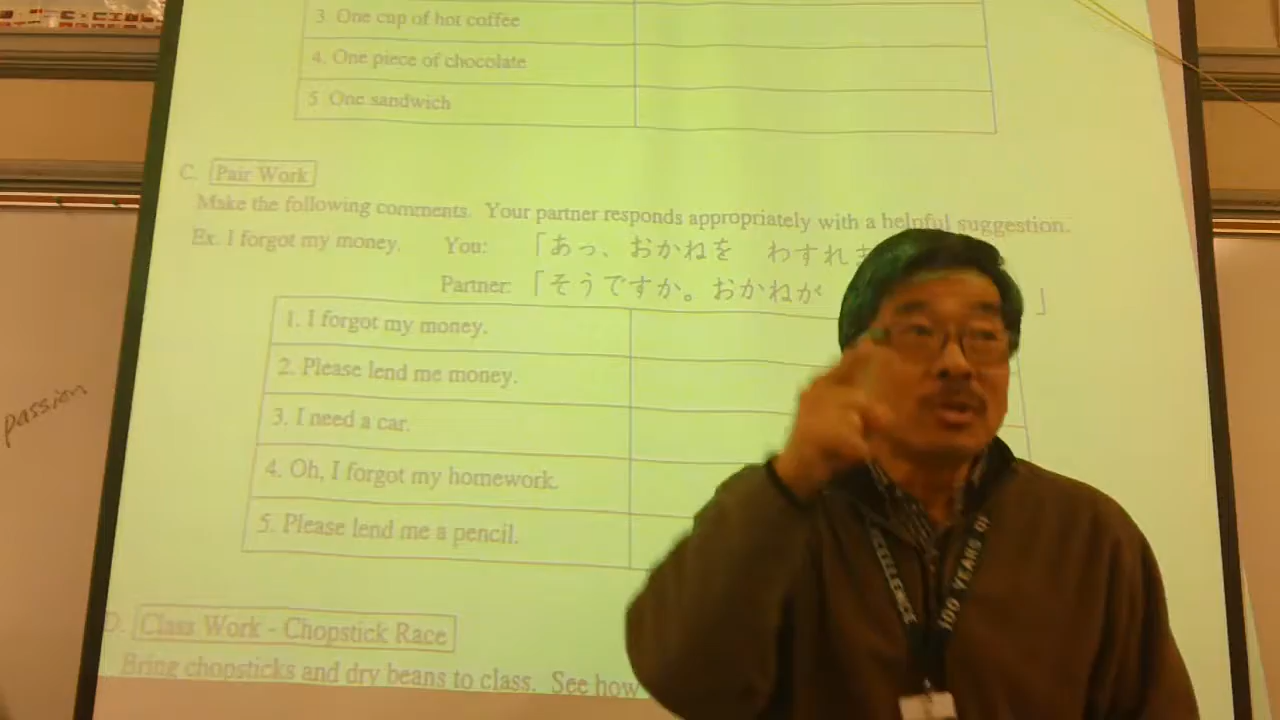 3. One cup of hot coffee
4. One piece of chocolate
5. One sandwich
C. Pair Work
Make the following comments. Your partner responds appropriately with a helpful suggestion.
Ex. I forgot my money. You: 「あっ、おかねを わすれま
Partner: 「そうですか。おかねが 」
1. I forgot my money.
2. Please lend me money.
3. I need a car.
4. Oh, I forgot my homework.
5. Please lend me a pencil.
D. Class Work - Chopstick Race
Bring chopsticks and dry beans to class. See how
passion
100 YEARS OF